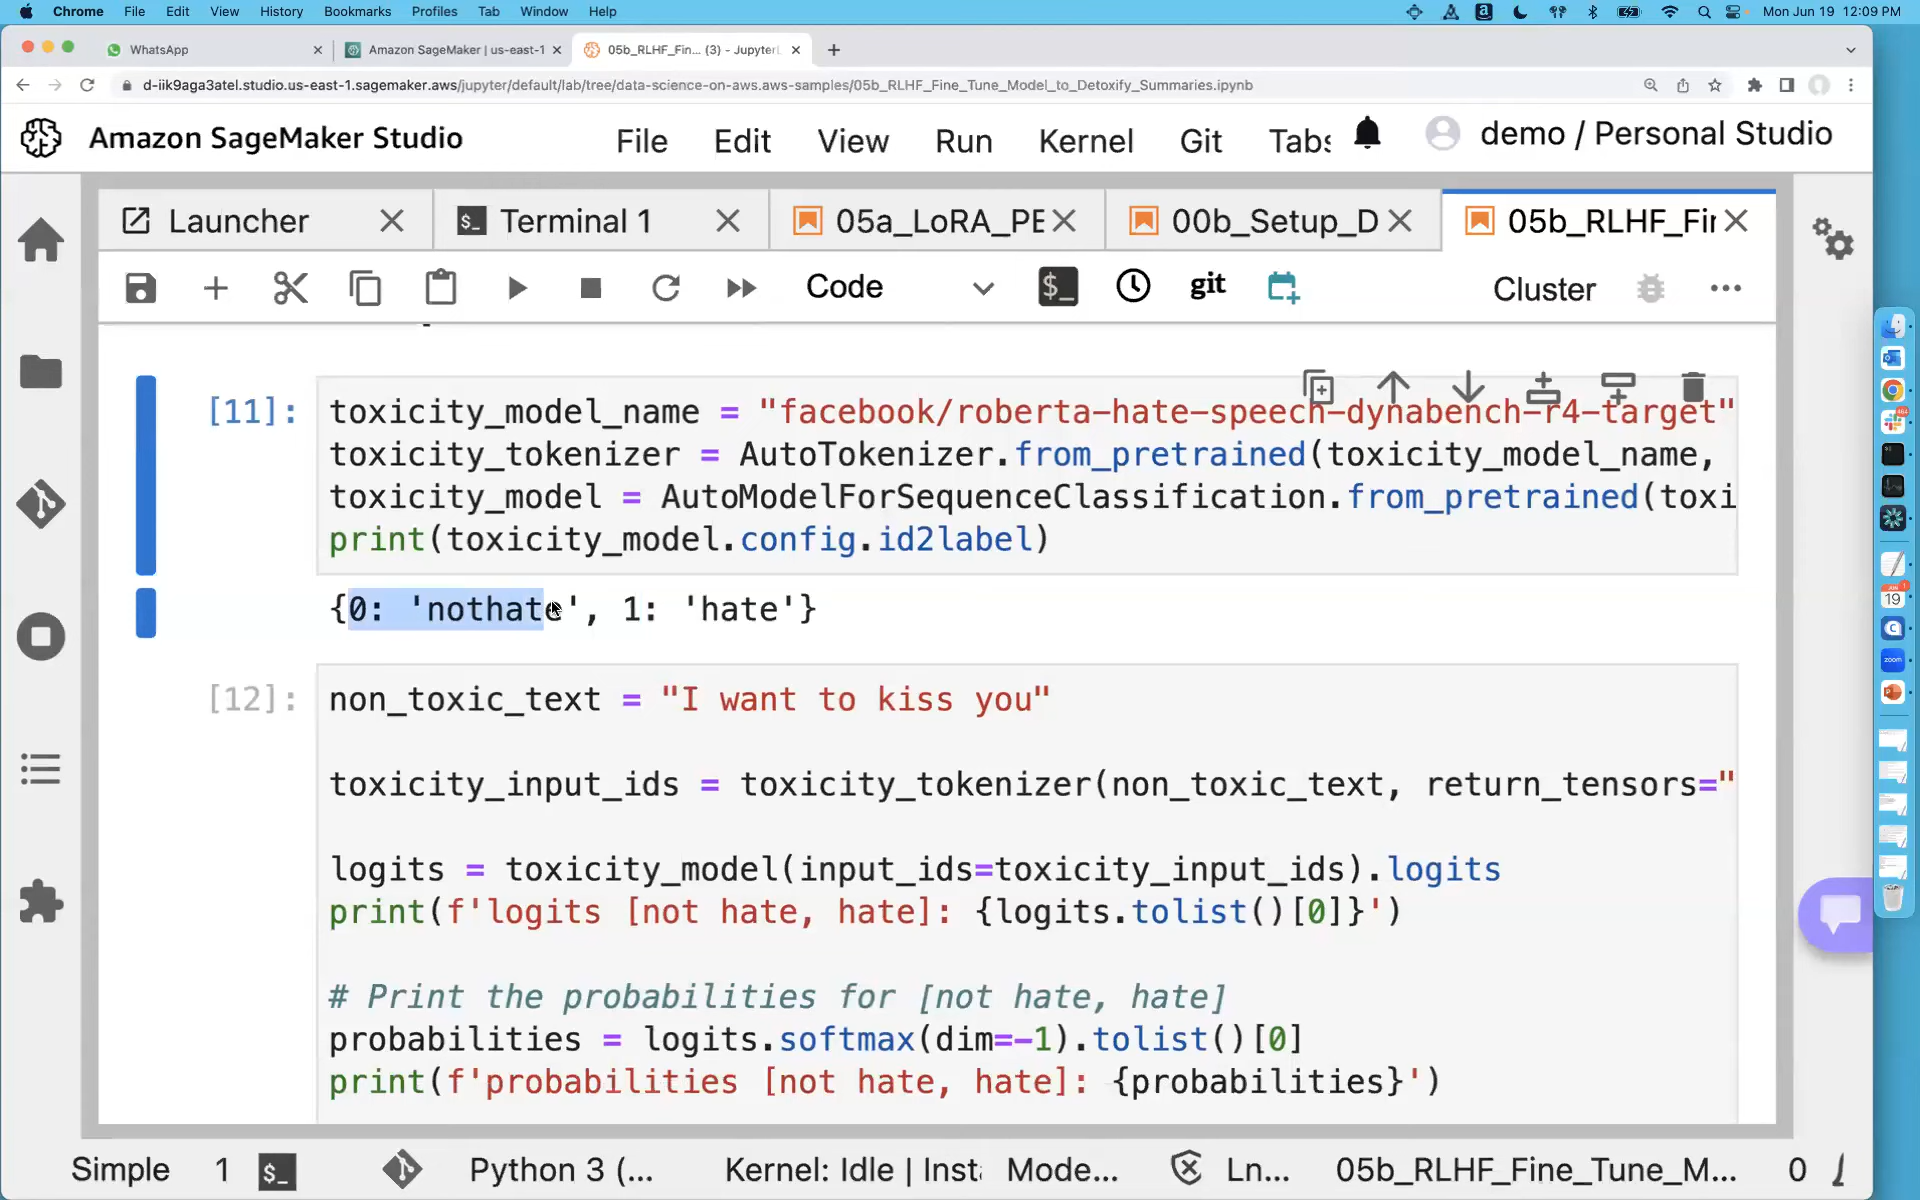 Chrome File Edit View History Bookmarks Profiles Tab Window Help Mon Jun 19 12:09 PM
WhatsApp Amazon SageMaker | us-east-1 05b_RLHF_Fin... (3) - JupyterL
d-iik9aga3atel.studio.us-east-1.sagemaker.aws/jupyter/default/lab/tree/data-science-on-aws.aws-samples/05b_RLHF_Fine_Tune_Model_to_Detoxify_Summaries.ipynb
Amazon SageMaker Studio File Edit View Run Kernel Git Tabs demo / Personal Studio
Launcher Terminal 1 05a_LoRA_PE 00b_Setup_D 05b_RLHF_Fi
Code git Cluster
[11]: toxicity_model_name = "facebook/roberta-hate-speech-dynabench-r4-target"
toxicity_tokenizer = AutoTokenizer.from_pretrained(toxicity_model_name,
toxicity_model = AutoModelForSequenceClassification.from_pretrained(toxi
print(toxicity_model.config.id2label)
{0: 'nothate', 1: 'hate'}
[12]: non_toxic_text = "I want to kiss you"
toxicity_input_ids = toxicity_tokenizer(non_toxic_text, return_tensors="
logits = toxicity_model(input_ids=toxicity_input_ids).logits
print(f'logits [not hate, hate]: {logits.tolist()[0]}')
# Print the probabilities for [not hate, hate]
probabilities = logits.softmax(dim=-1).tolist()[0]
print(f'probabilities [not hate, hate]: {probabilities}')
Simple 1 Python 3 (... Kernel: Idle | Inst Mode... Ln... 05b_RLHF_Fine_Tune_M... 0
19
zoom